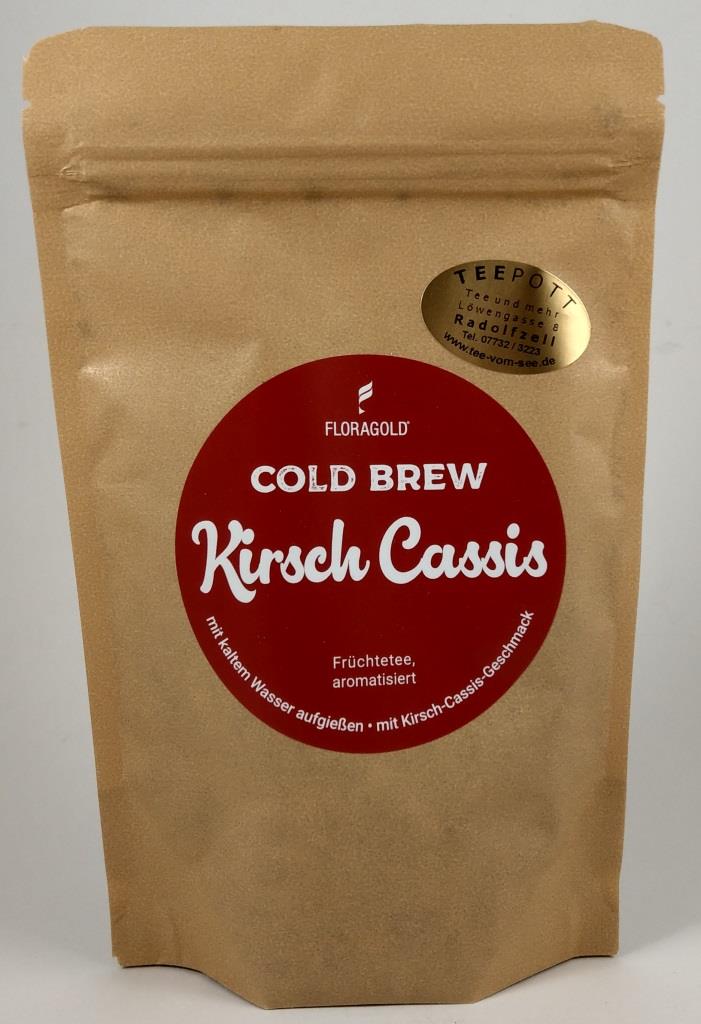 TEEPOTT
Tee und mehr
Löwengasse 8
Radolfzell
Tel. 07732 / 3223
www.tee-vom-see.de
FLORAGOLD®
COLD BREW
Kirsch Cassis
Früchtetee,
aromatisiert
mit kaltem Wasser aufgießen • mit Kirsch-Cassis-Geschmack